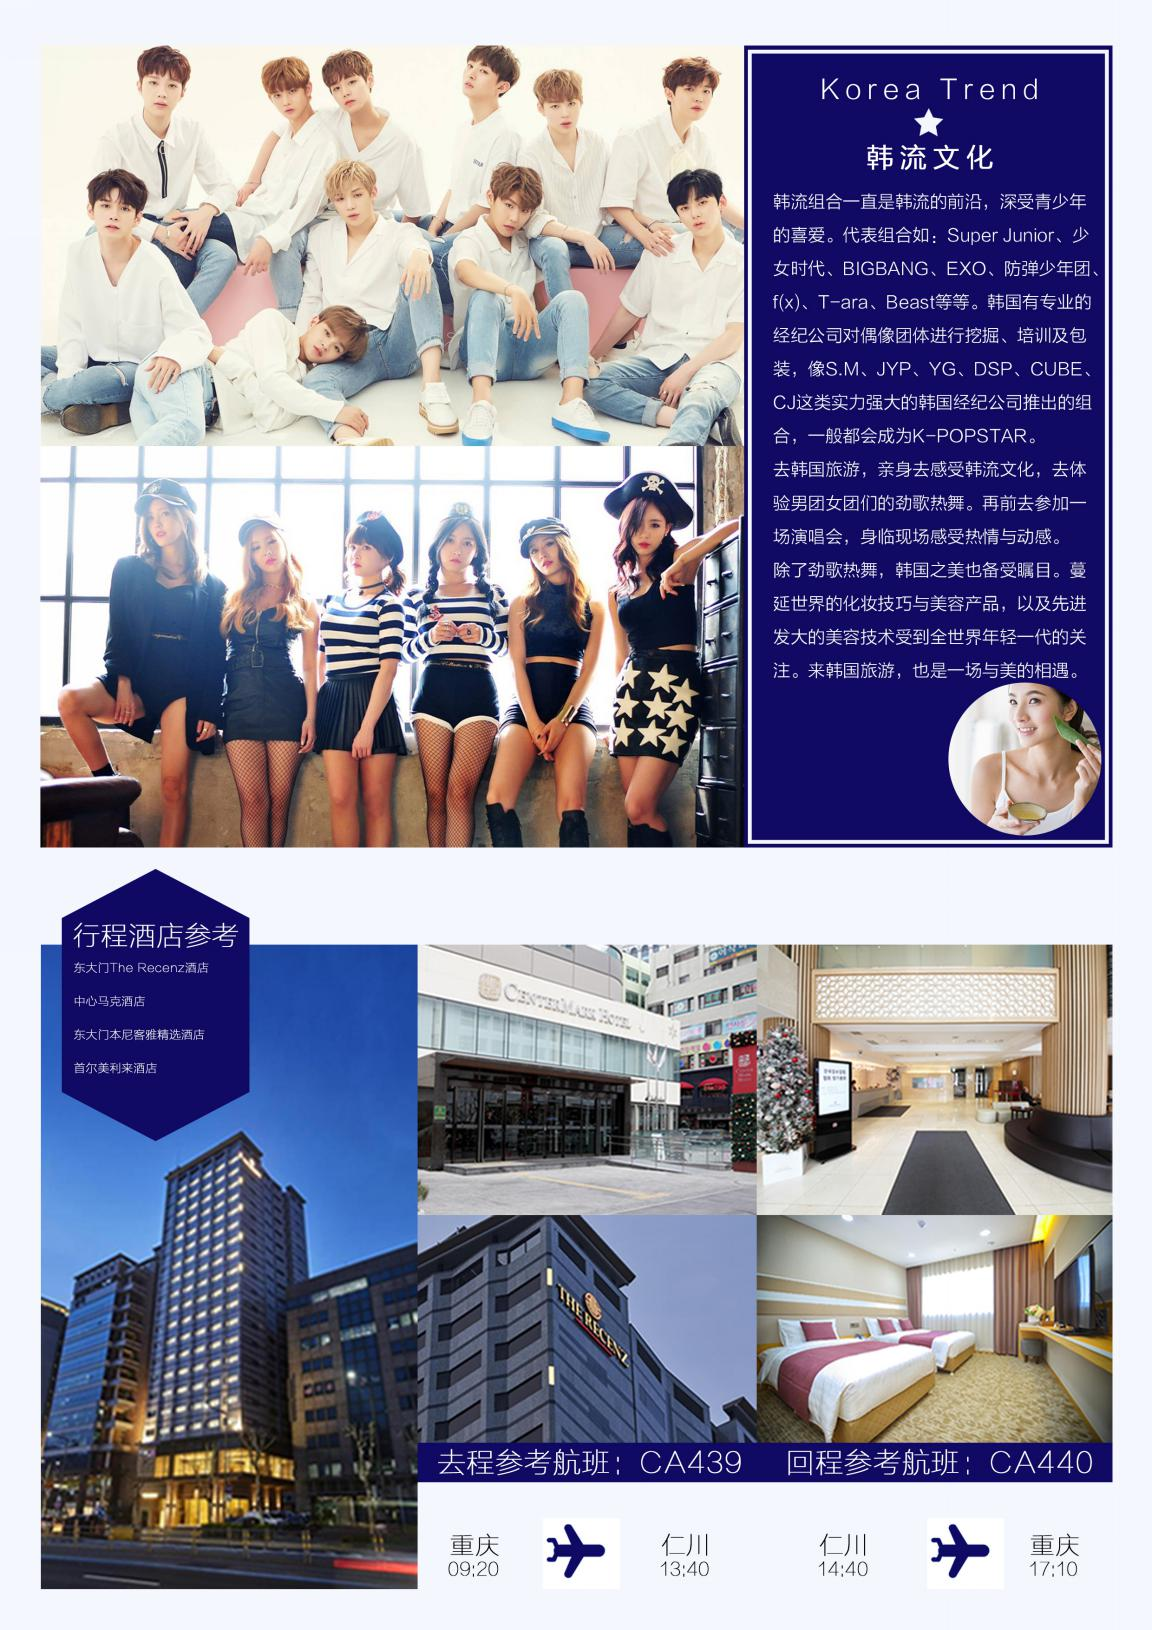 Korea Trend
韩流文化
韩流组合一直是韩流的前沿，深受青少年
的喜爱。代表组合如：Super Junior、少
女时代、BIGBANG、EXO、防弹少年团、
f(x)、T-ara、Beast等等。韩国有专业的
经纪公司对偶像团体进行挖掘、培训及包
装，像S.M、JYP、YG、DSP、CUBE、
CJ这类实力强大的韩国经纪公司推出的组
合，一般都会成为K-POPSTAR。
去韩国旅游，亲身去感受韩流文化，去体
验男团女团们的劲歌热舞。再前去参加一
场演唱会，身临现场感受热情与动感。
除了劲歌热舞，韩国之美也备受瞩目。蔓
延世界的化妆技巧与美容产品，以及先进
发大的美容技术受到全世界年轻一代的关
注。来韩国旅游，也是一场与美的相遇。
行程酒店参考
东大门The Recenz酒店
中心马克酒店
东大门本尼客雅精选酒店
首尔美利来酒店
CENTERMARK HOTEL
THE RECENZ
去程参考航班：CA439
回程参考航班：CA440
重庆
09:20
仁川
13:40
仁川
14:40
重庆
17:10